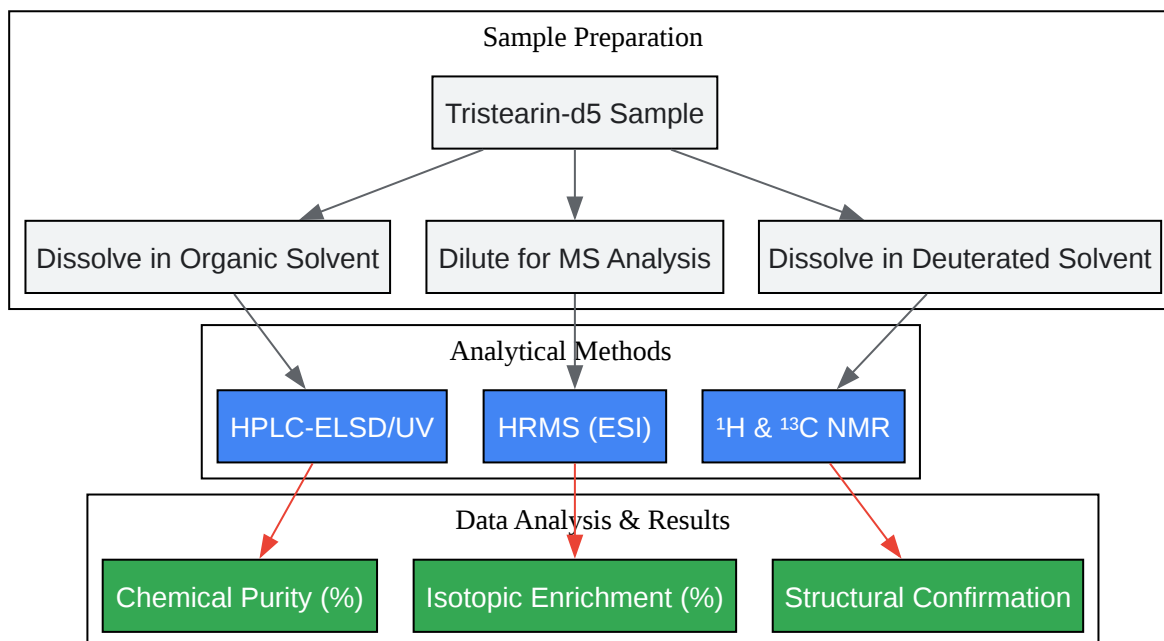 Sample Preparation
Tristearin-d5 Sample
Dissolve in Organic Solvent
Dilute for MS Analysis
Dissolve in Deuterated Solvent
Analytical Methods
HPLC-ELSD/UV
HRMS (ESI)
¹H & ¹³C NMR
Data Analysis & Results
Chemical Purity (%)
Isotopic Enrichment (%)
Structural Confirmation